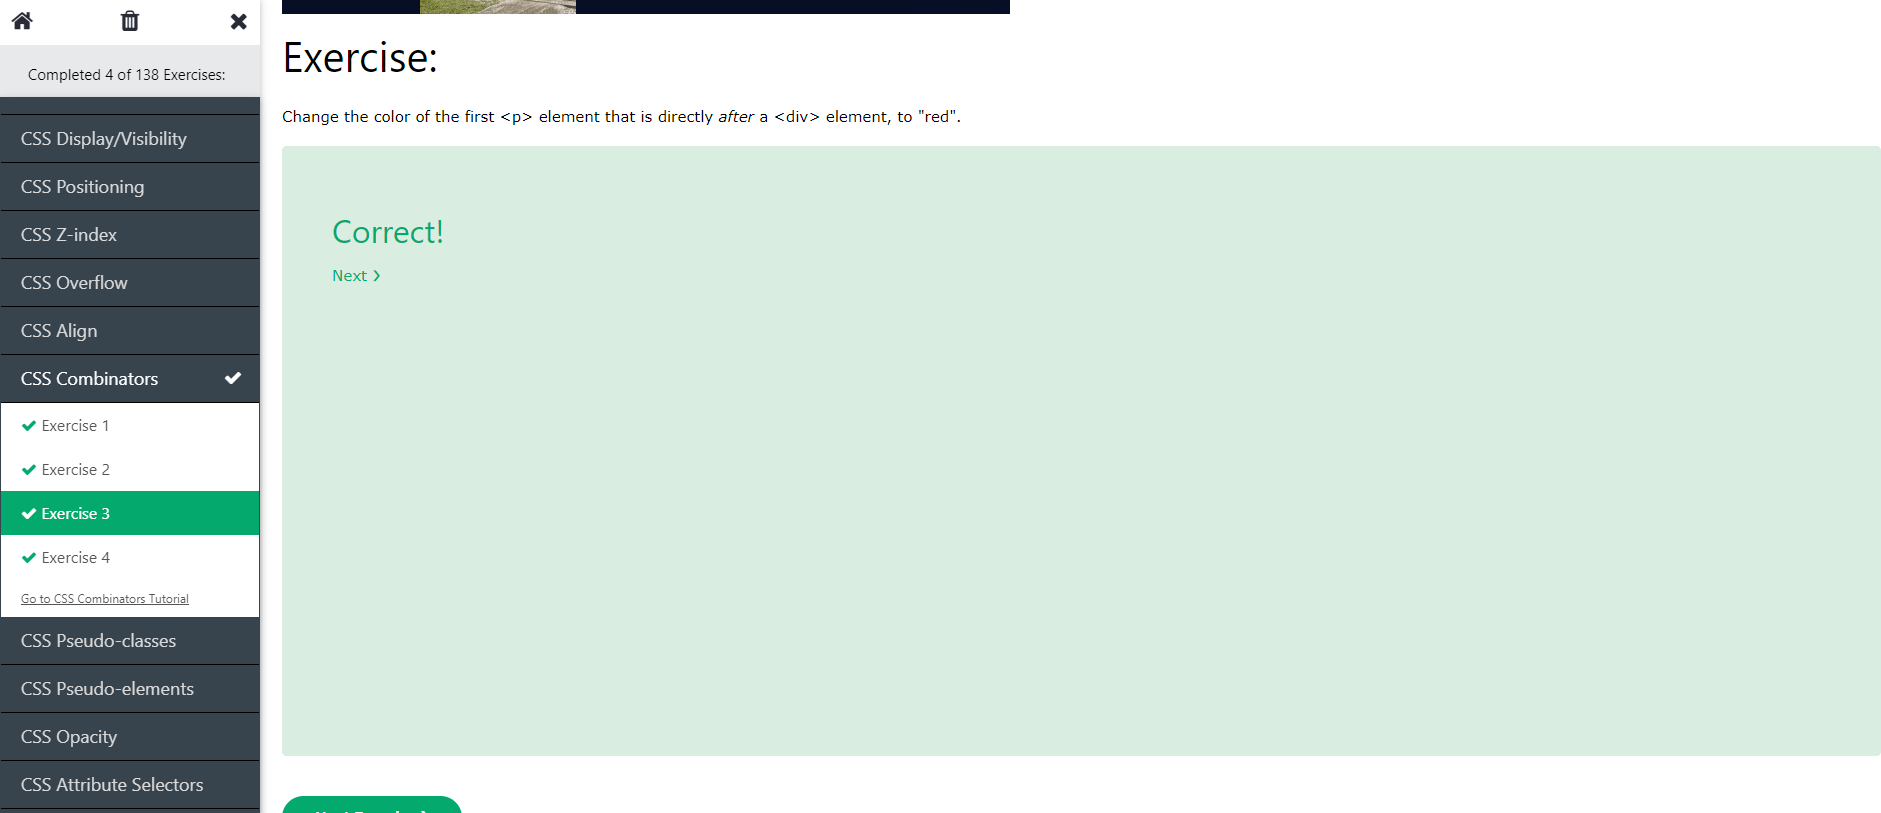 Completed 4 of 138 Exercises:
CSS Display/Visibility
CSS Positioning
CSS Z-index
CSS Overflow
CSS Align
CSS Combinators
Exercise 1
Exercise 2
Exercise 3
Exercise 4
Go to CSS Combinators Tutorial
CSS Pseudo-classes
CSS Pseudo-elements
CSS Opacity
CSS Attribute Selectors
Exercise:
Change the color of the first <p> element that is directly after a <div> element, to "red".
Correct!
Next ❯